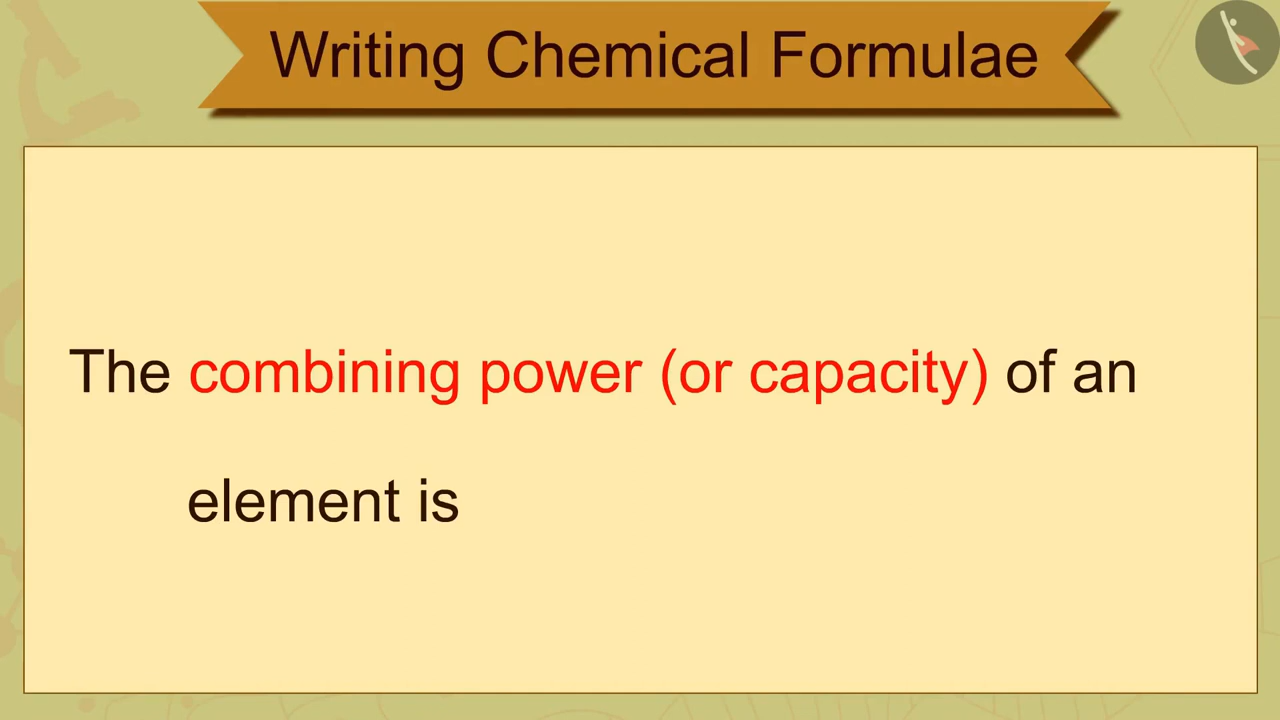 Writing Chemical Formulae
The combining power (or capacity) of an
element is